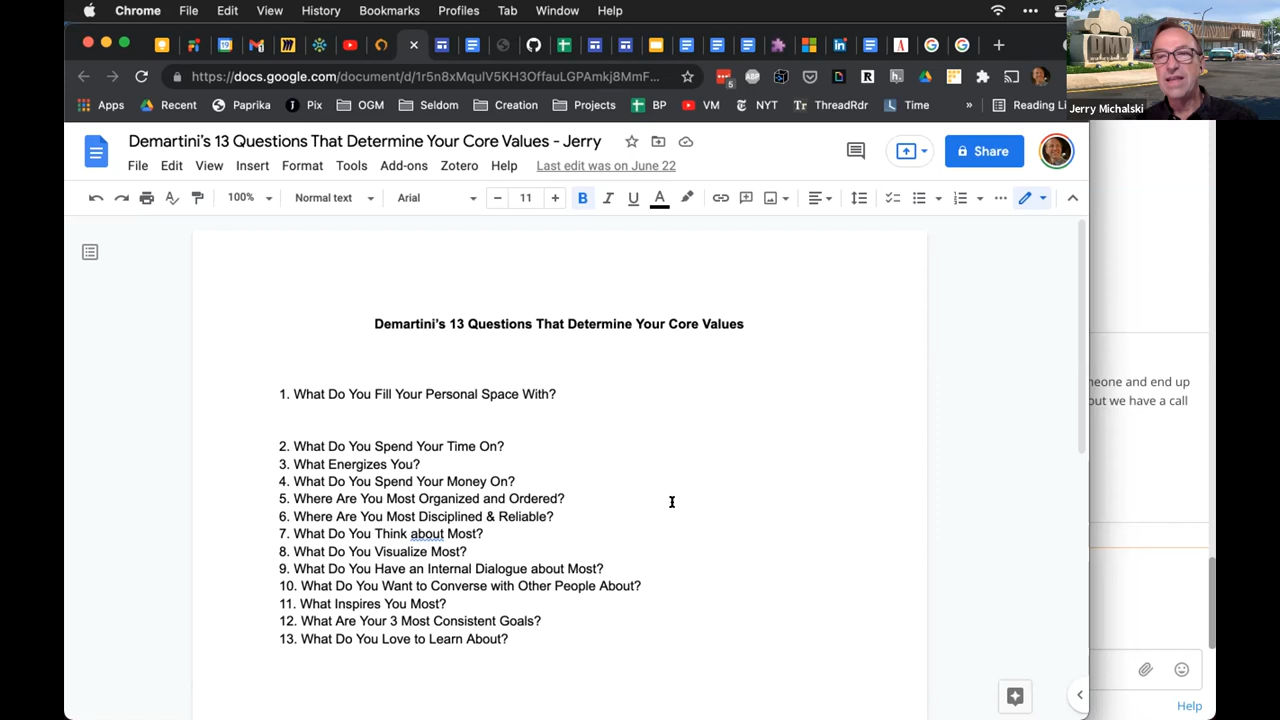 Chrome File Edit View History Bookmarks Profiles Tab Window Help
DMV
DMV
https://docs.google.com/document/d/1r5n8xMqulV5KH3OffauLGPAmkj8MmF...
5
ABP
Apps Recent Paprika Pix OGM Seldom Creation Projects BP VM NYT ThreadRdr Time » Reading Li
Jerry Michalski
Demartini's 13 Questions That Determine Your Core Values - Jerry
Share
File Edit View Insert Format Tools Add-ons Zotero Help Last edit was on June 22
100% Normal text Arial 11 B I U A
Demartini's 13 Questions That Determine Your Core Values
1. What Do You Fill Your Personal Space With?
2. What Do You Spend Your Time On?
3. What Energizes You?
4. What Do You Spend Your Money On?
5. Where Are You Most Organized and Ordered?
6. Where Are You Most Disciplined & Reliable?
7. What Do You Think about Most?
8. What Do You Visualize Most?
9. What Do You Have an Internal Dialogue about Most?
10. What Do You Want to Converse with Other People About?
11. What Inspires You Most?
12. What Are Your 3 Most Consistent Goals?
13. What Do You Love to Learn About?
meone and end up
but we have a call
Help